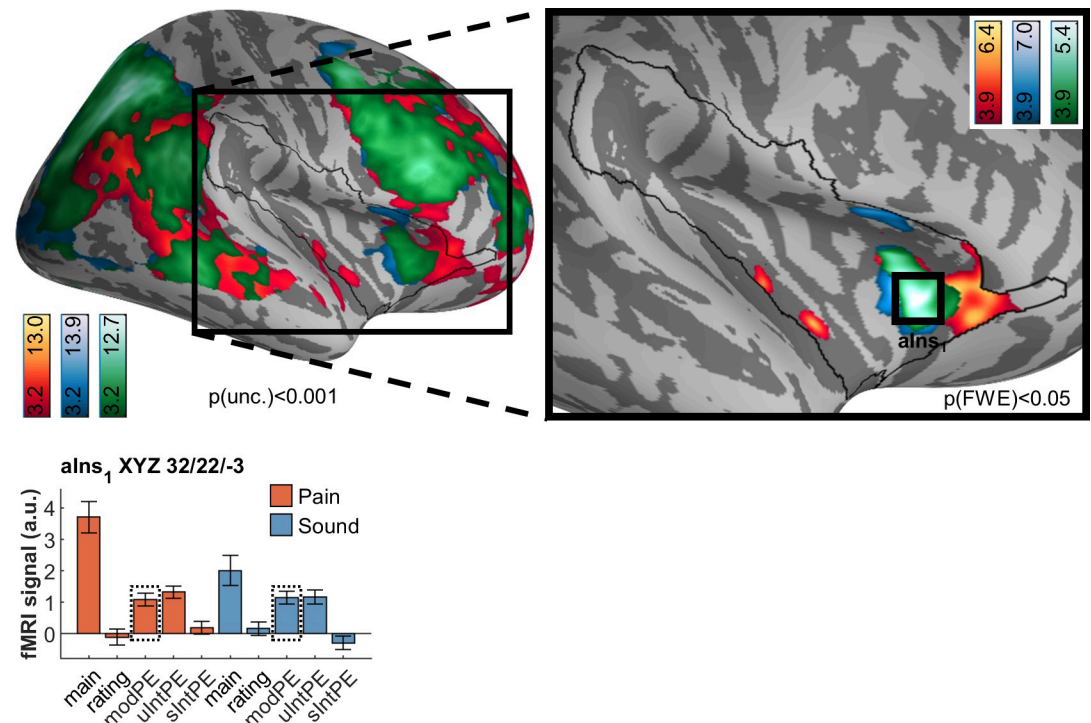 6.4 7.0 5.4
3.9 3.9 3.9
aIns1
p(FWE)<0.05
13.0 13.9 12.7
3.2 3.2 3.2
p(unc.)<0.001
aIns1 XYZ 32/22/-3
Pain
Sound
fMRI signal (a.u.)
4
3
2
1
0
main rating modPE uIntPE sIntPE main rating modPE uIntPE sIntPE